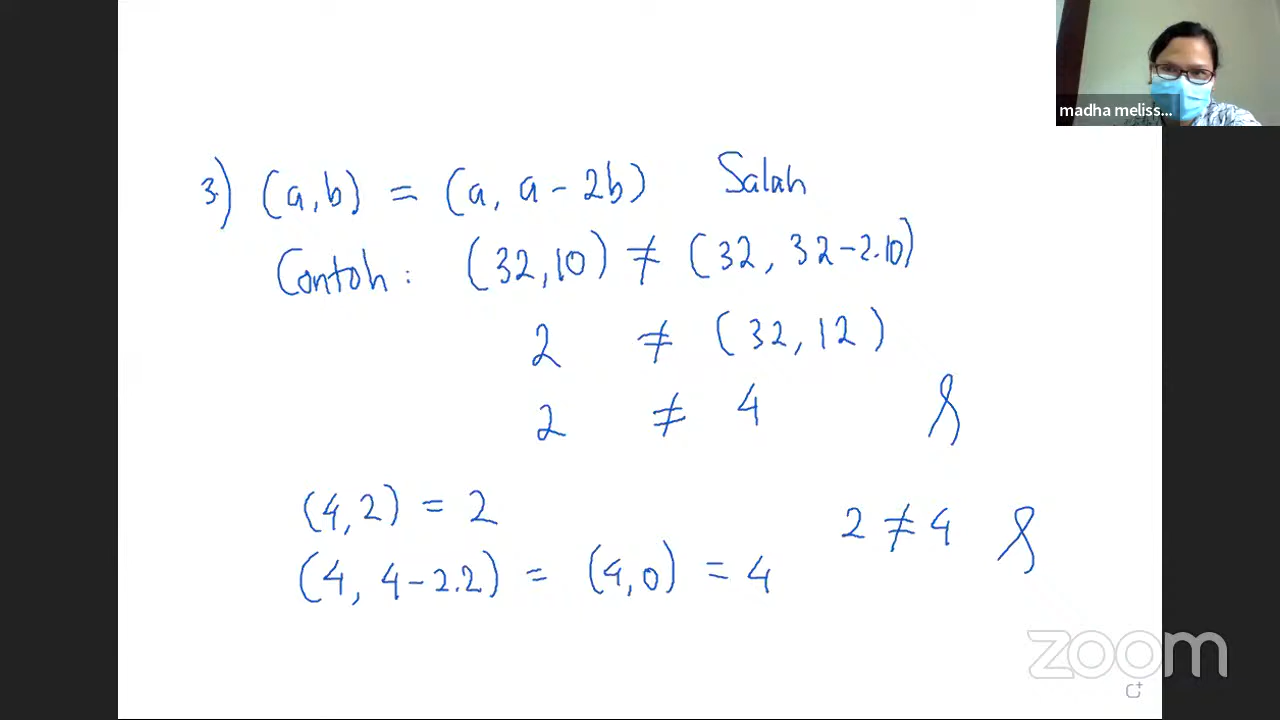 madha meliss...
3.) (a, b) = (a, a - 2b) Salah
Contoh : (32, 10) ≠ (32, 32 - 2.10)
2 ≠ (32, 12)
2 ≠ 4
(4, 2) = 2
2 ≠ 4
(4, 4 - 2.2) = (4, 0) = 4
zoom